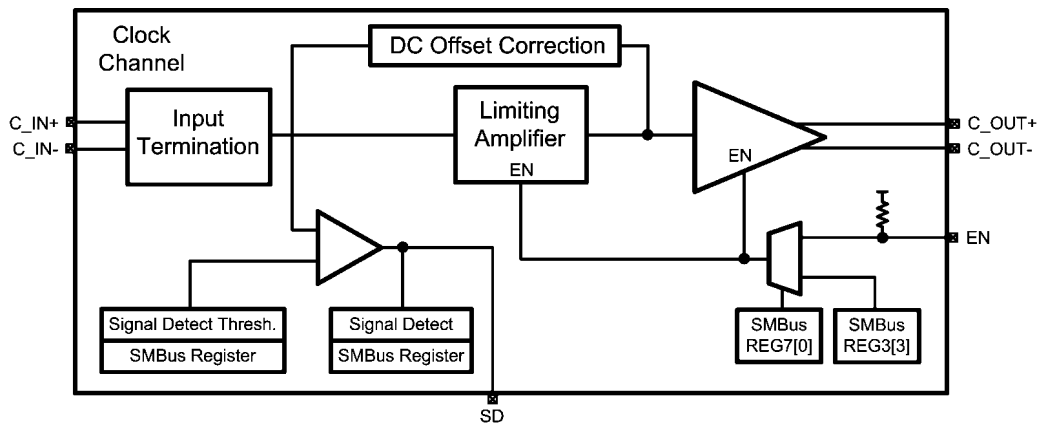 Clock
Channel
DC Offset Correction
Input
Termination
Limiting
Amplifier
EN
EN
C_IN+
C_IN-
C_OUT+
C_OUT-
EN
Signal Detect Thresh.
SMBus Register
Signal Detect
SMBus Register
SMBus
REG7[0]
SMBus
REG3[3]
SD